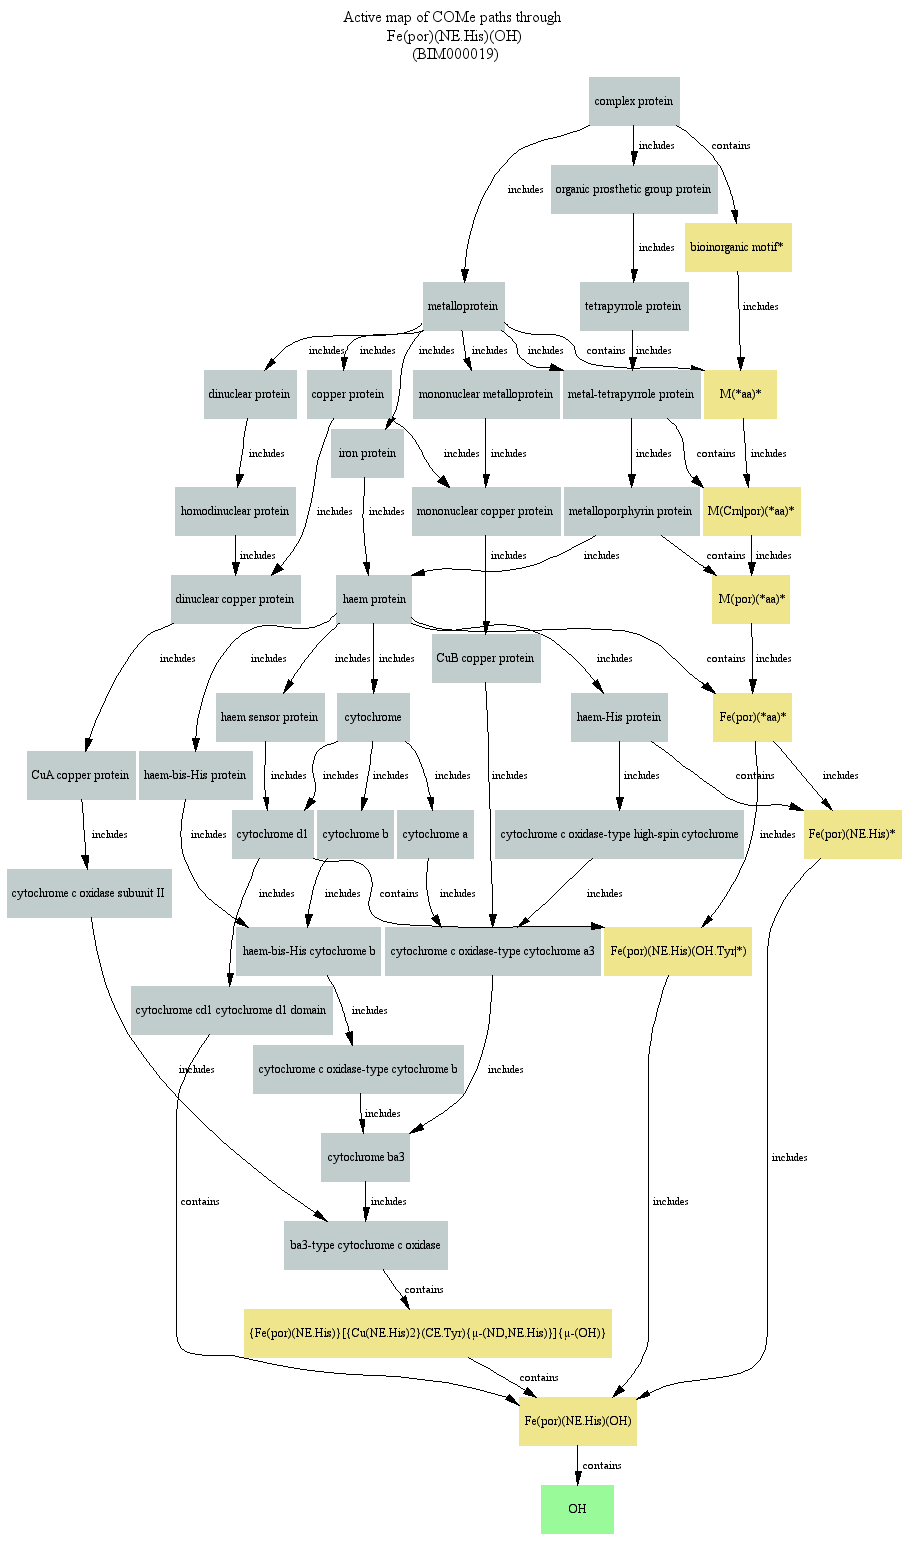 Active map of COMe paths through
Fe(por)(NE.His)(OH)
(BIM000019)
complex protein
includes
contains
includes
organic prosthetic group protein
includes
bioinorganic motif*
metalloprotein
tetrapyrrole protein
includes
includes
includes
includes
includes
includes
contains
includes
dinuclear protein
copper protein
mononuclear metalloprotein
metal-tetrapyrrole protein
M(*aa)*
iron protein
includes
includes
includes
includes
contains
includes
homodinuclear protein
mononuclear copper protein
metalloporphyrin protein
M(Crn|por)(*aa)*
includes
includes
includes
includes
includes
contains
includes
dinuclear copper protein
haem protein
M(por)(*aa)*
CuB copper protein
includes
includes
includes
includes
includes
contains
includes
haem sensor protein
cytochrome
haem-His protein
Fe(por)(*aa)*
CuA copper protein
haem-bis-His protein
includes
includes
includes
includes
includes
includes
contains
includes
includes
includes
cytochrome d1
cytochrome b
cytochrome a
cytochrome c oxidase-type high-spin cytochrome
includes
Fe(por)(NE.His)*
cytochrome c oxidase subunit II
includes
includes
contains
includes
includes
haem-bis-His cytochrome b
cytochrome c oxidase-type cytochrome a3
Fe(por)(NE.His)(OH.Tyr|*)
cytochrome cd1 cytochrome d1 domain
includes
includes
cytochrome c oxidase-type cytochrome b
includes
includes
cytochrome ba3
includes
contains
includes
includes
ba3-type cytochrome c oxidase
contains
{Fe(por)(NE.His)}[{Cu(NE.His)2}(CE.Tyr){μ-(ND,NE.His)}]{μ-(OH)}
contains
Fe(por)(NE.His)(OH)
contains
OH